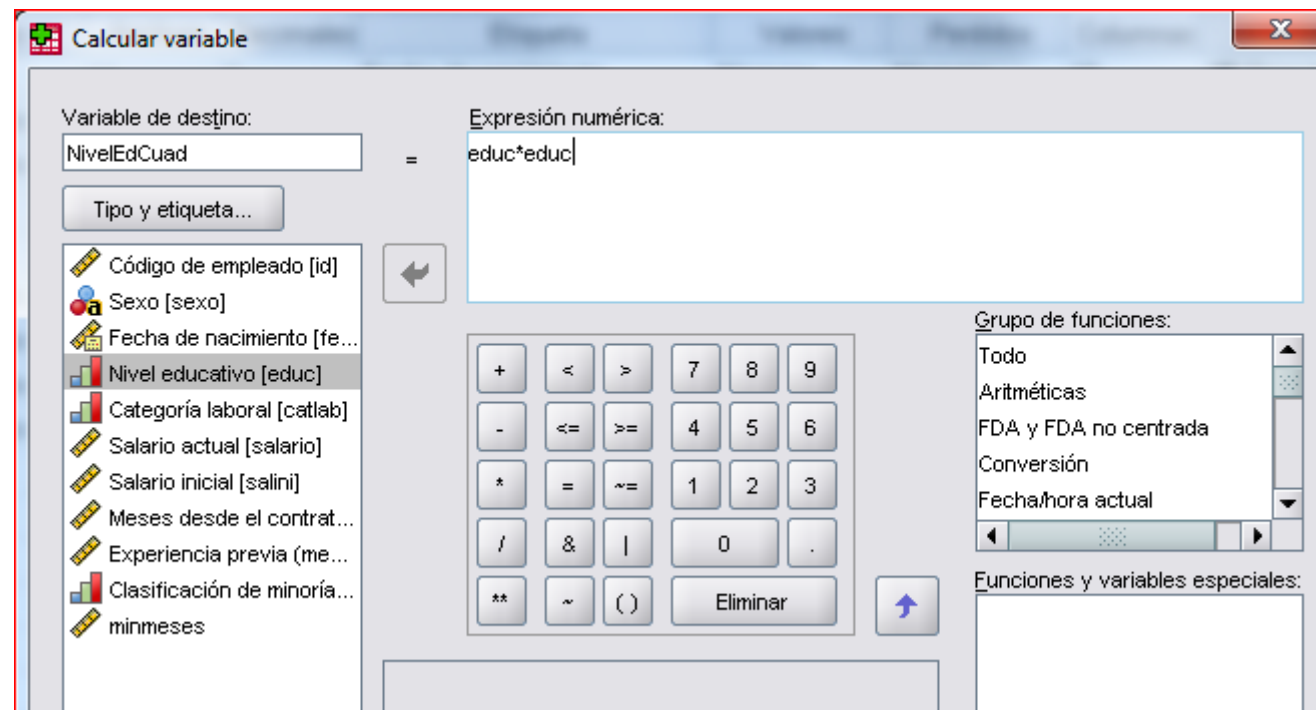 Calcular variable
Variable de destino:
NivelEdCuad
=
Expresión numérica:
educ*educ
Tipo y etiqueta...
Código de empleado [id]
Sexo [sexo]
Fecha de nacimiento [fe...
Nivel educativo [educ]
Categoría laboral [catlab]
Salario actual [salario]
Salario inicial [salini]
Meses desde el contrat...
Experiencia previa (me...
Clasificación de minoría...
minmeses
+ < > 7 8 9
- <= >= 4 5 6
* = ~= 1 2 3
/ & | 0 .
** ~ ( ) Eliminar
Grupo de funciones:
Todo
Aritméticas
FDA y FDA no centrada
Conversión
Fecha/hora actual
Funciones y variables especiales: